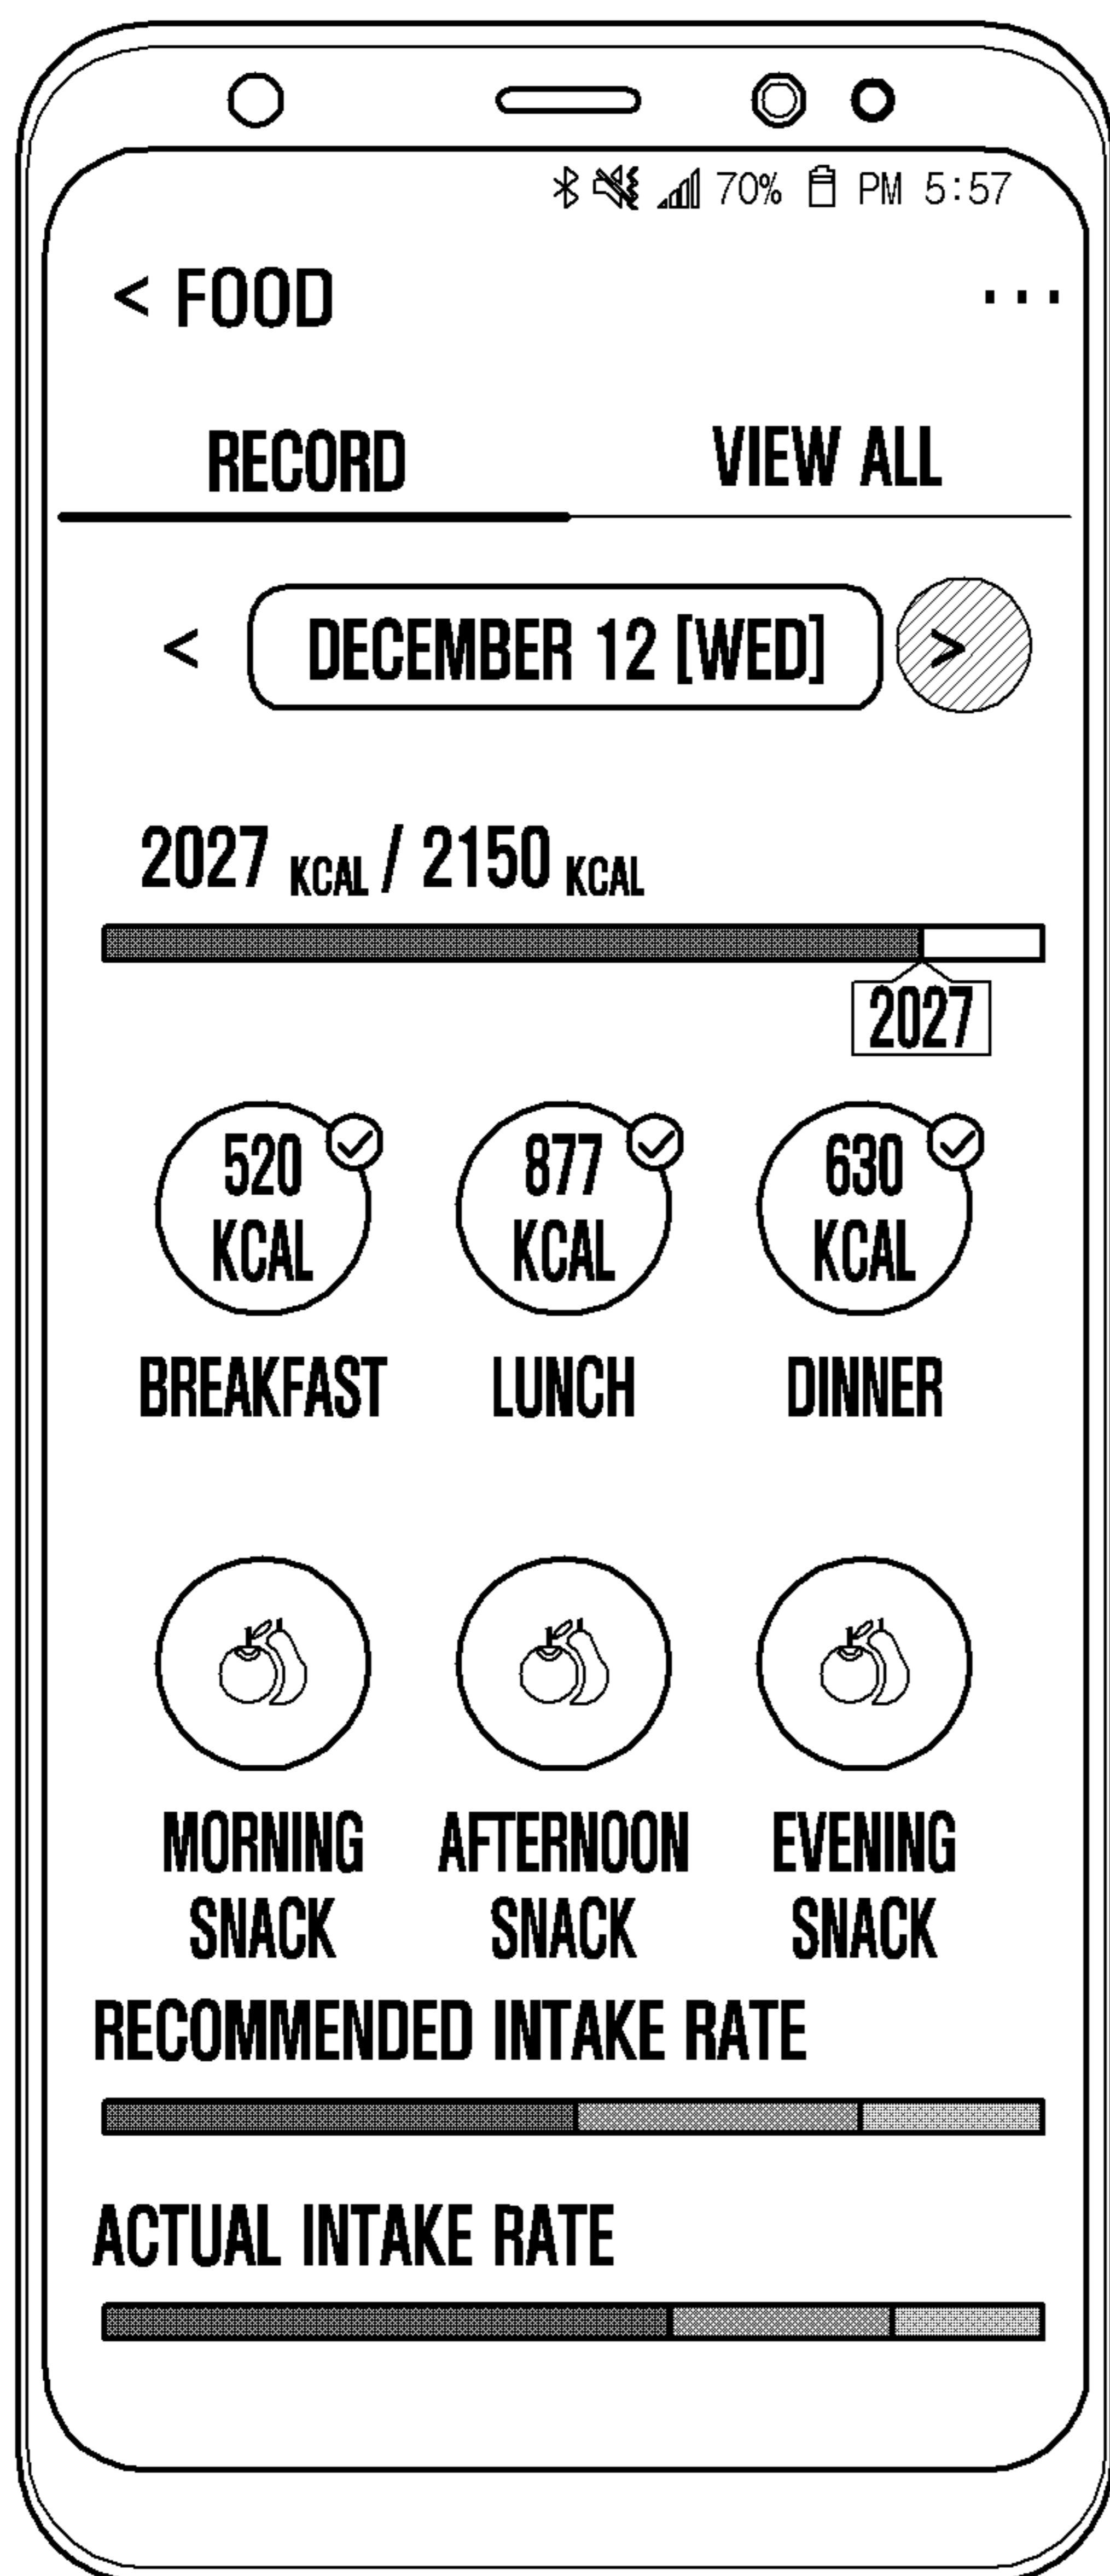 70% PM 5:57
< FOOD ...
RECORD VIEW ALL
< DECEMBER 12 [WED] >
2027 KCAL / 2150 KCAL
2027
520 877 630
KCAL KCAL KCAL
BREAKFAST LUNCH DINNER
MORNING AFTERNOON EVENING
SNACK SNACK SNACK
RECOMMENDED INTAKE RATE
ACTUAL INTAKE RATE